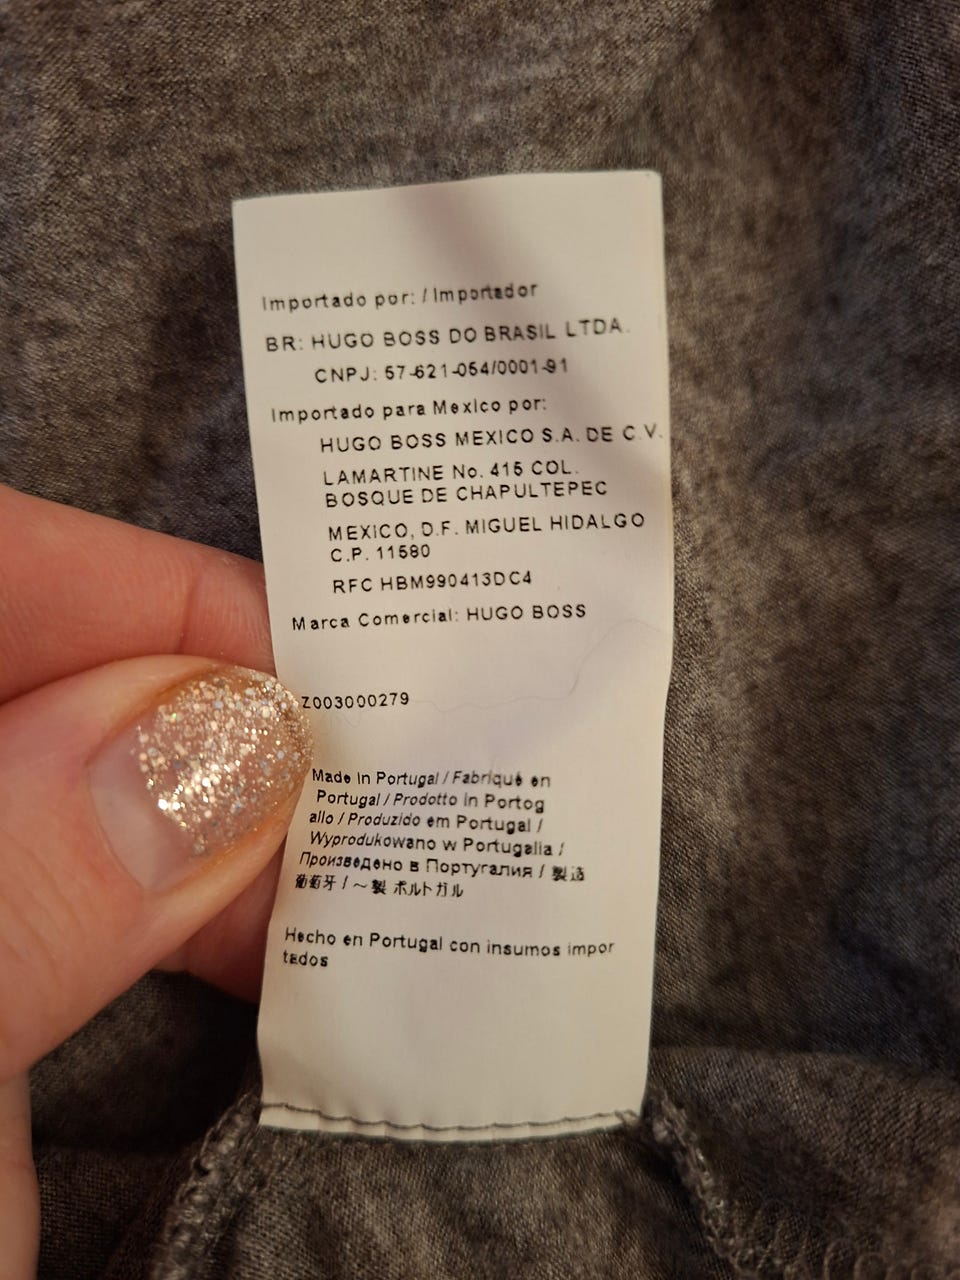 Importado por: / Importador
BR: HUGO BOSS DO BRASIL LTDA.
CNPJ: 57-621-054/0001-91
Importado para Mexico por:
HUGO BOSS MEXICO S.A. DE C.V.
LAMARTINE No. 415 COL.
BOSQUE DE CHAPULTEPEC
MEXICO, D.F. MIGUEL HIDALGO
C.P. 11580
RFC HBM990413DC4
Marca Comercial: HUGO BOSS
Z003000279
Made in Portugal / Fabriqué en
Portugal / Prodotto in Portog
allo / Produzido em Portugal /
Wyprodukowano w Portugalia /
Произведено в Португалия / 製造
葡萄牙 / ～製 ポルトガル
Hecho en Portugal con insumos impor
tados